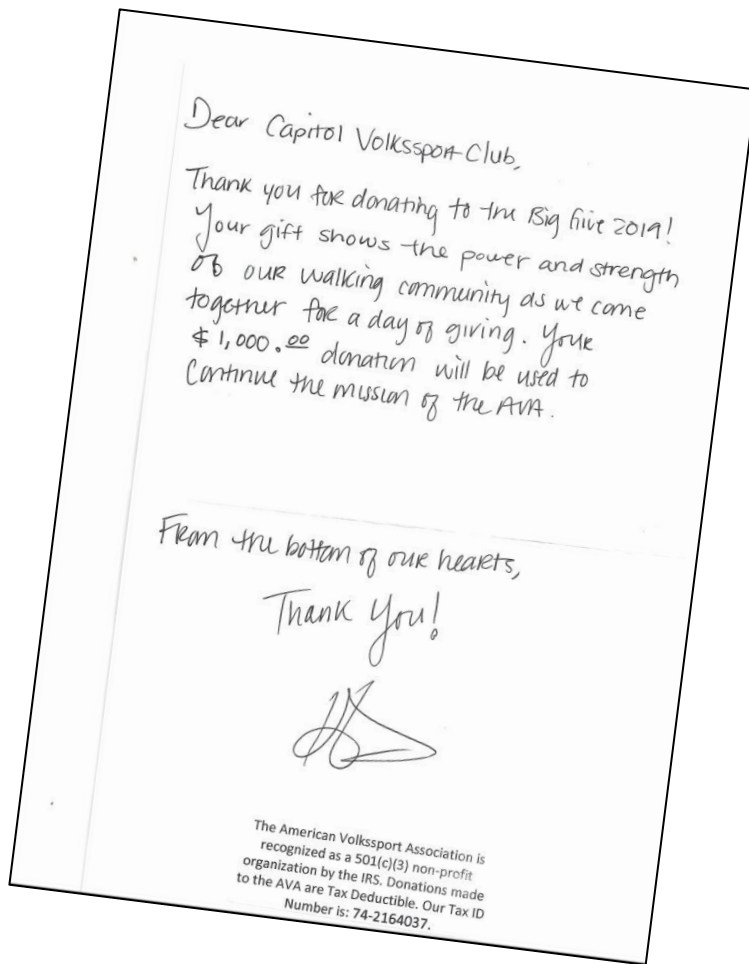 Dear Capitol Volkssport Club,
Thank you for donating to the Big Give 2019!
Your gift shows the power and strength
of our walking community as we come
together for a day of giving. Your
$1,000.00 donation will be used to
Continue the mission of the AVA.
From the bottom of our hearts,
Thank You!
The American Volkssport Association is
recognized as a 501(c)(3) non-profit
organization by the IRS. Donations made
to the AVA are Tax Deductible. Our Tax ID
Number is: 74-2164037.